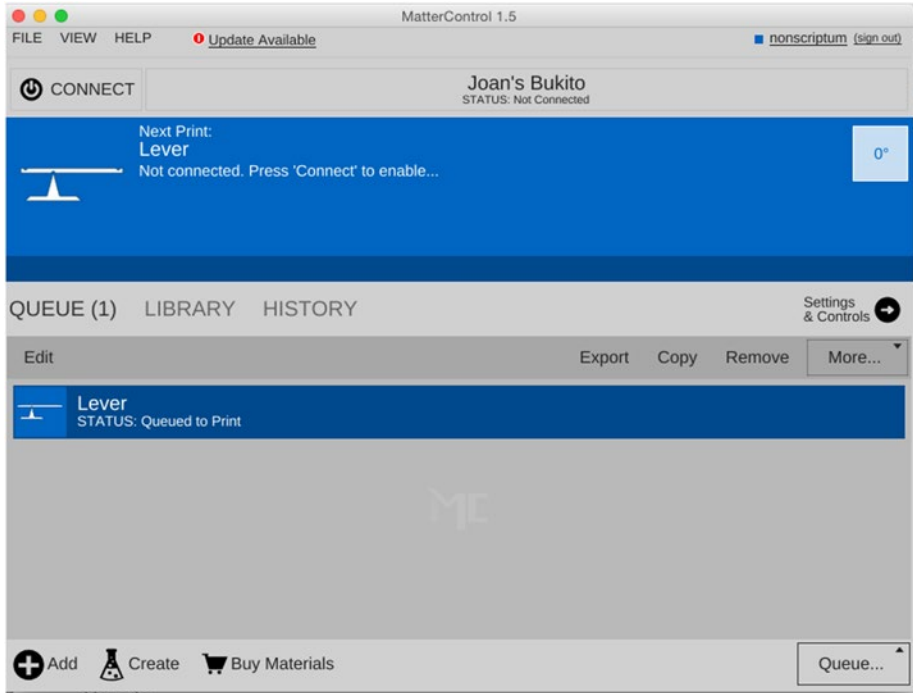 MatterControl 1.5
FILE VIEW HELP Update Available nonscriptum (sign out)
CONNECT
Joan's Bukito
STATUS: Not Connected
Next Print:
Lever
Not connected. Press 'Connect' to enable...
0°
QUEUE (1) LIBRARY HISTORY
Settings
& Controls
Edit Export Copy Remove More...
Lever
STATUS: Queued to Print
MC
Add Create Buy Materials Queue...